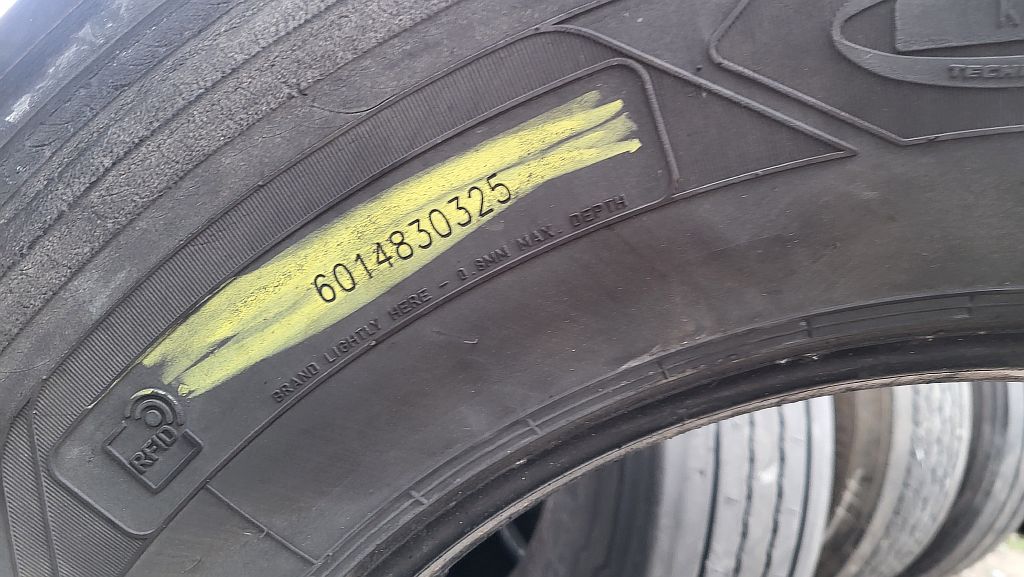 6014830325
BRAND LIGHTLY HERE - 0.8MM MAX. DEPTH
RFID